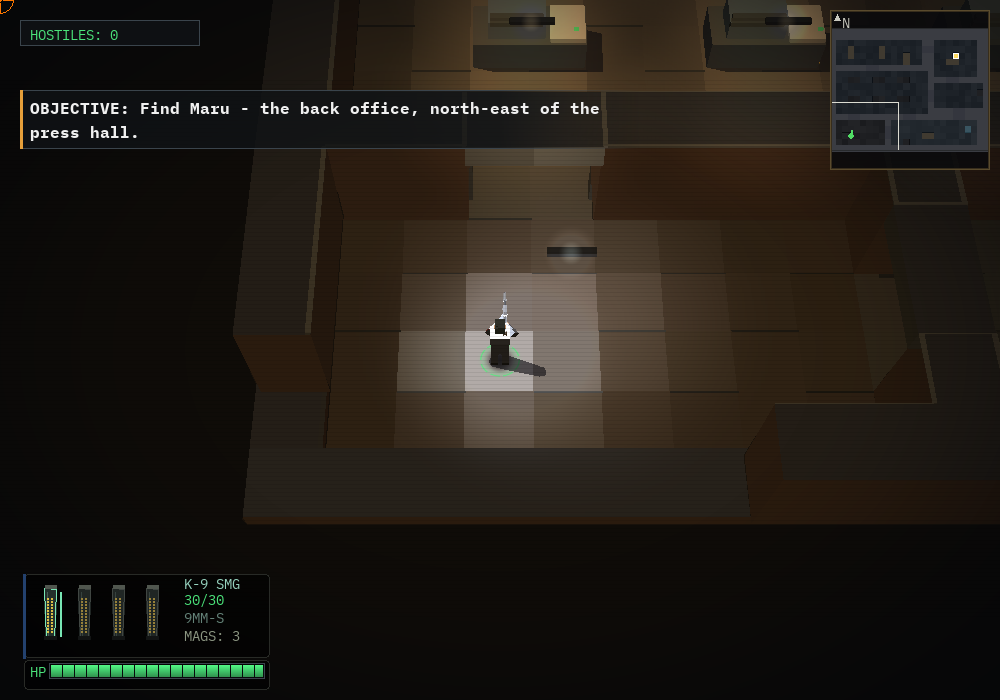 HOSTILES: 0
N
OBJECTIVE: Find Maru - the back office, north-east of the
press hall.
K-9 SMG
30/30
9MM-S
MAGS: 3
HP